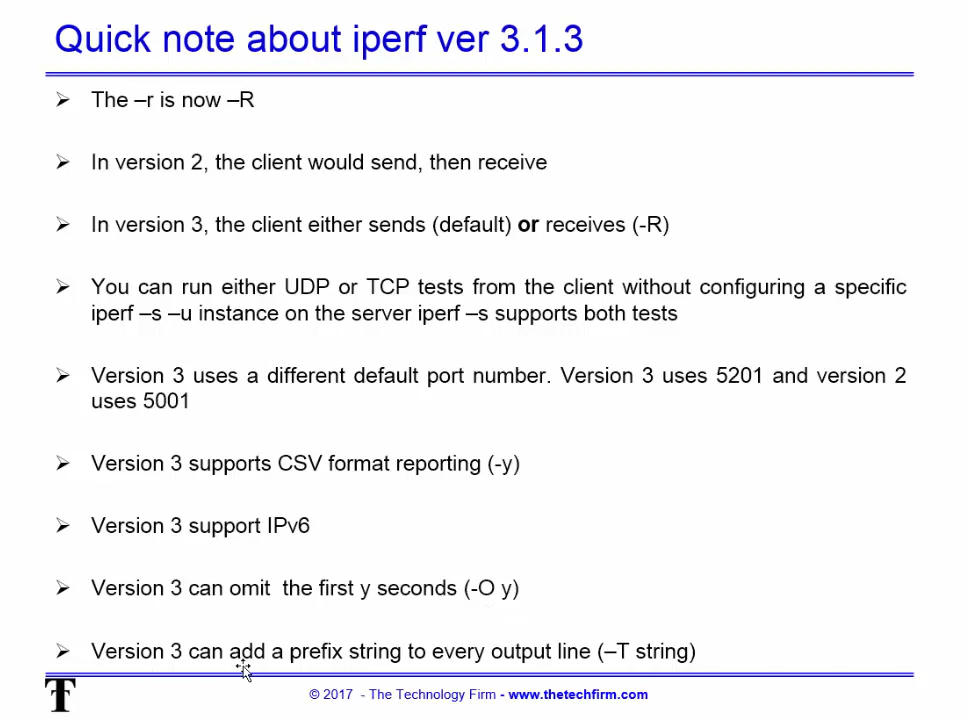 Quick note about iperf ver 3.1.3
The –r is now –R
In version 2, the client would send, then receive
In version 3, the client either sends (default) or receives (-R)
You can run either UDP or TCP tests from the client without configuring a specific
iperf –s –u instance on the server iperf –s supports both tests
Version 3 uses a different default port number. Version 3 uses 5201 and version 2
uses 5001
Version 3 supports CSV format reporting (-y)
Version 3 support IPv6
Version 3 can omit  the first y seconds (-O y)
Version 3 can add a prefix string to every output line (–T string)
© 2017  - The Technology Firm - www.thetechfirm.com